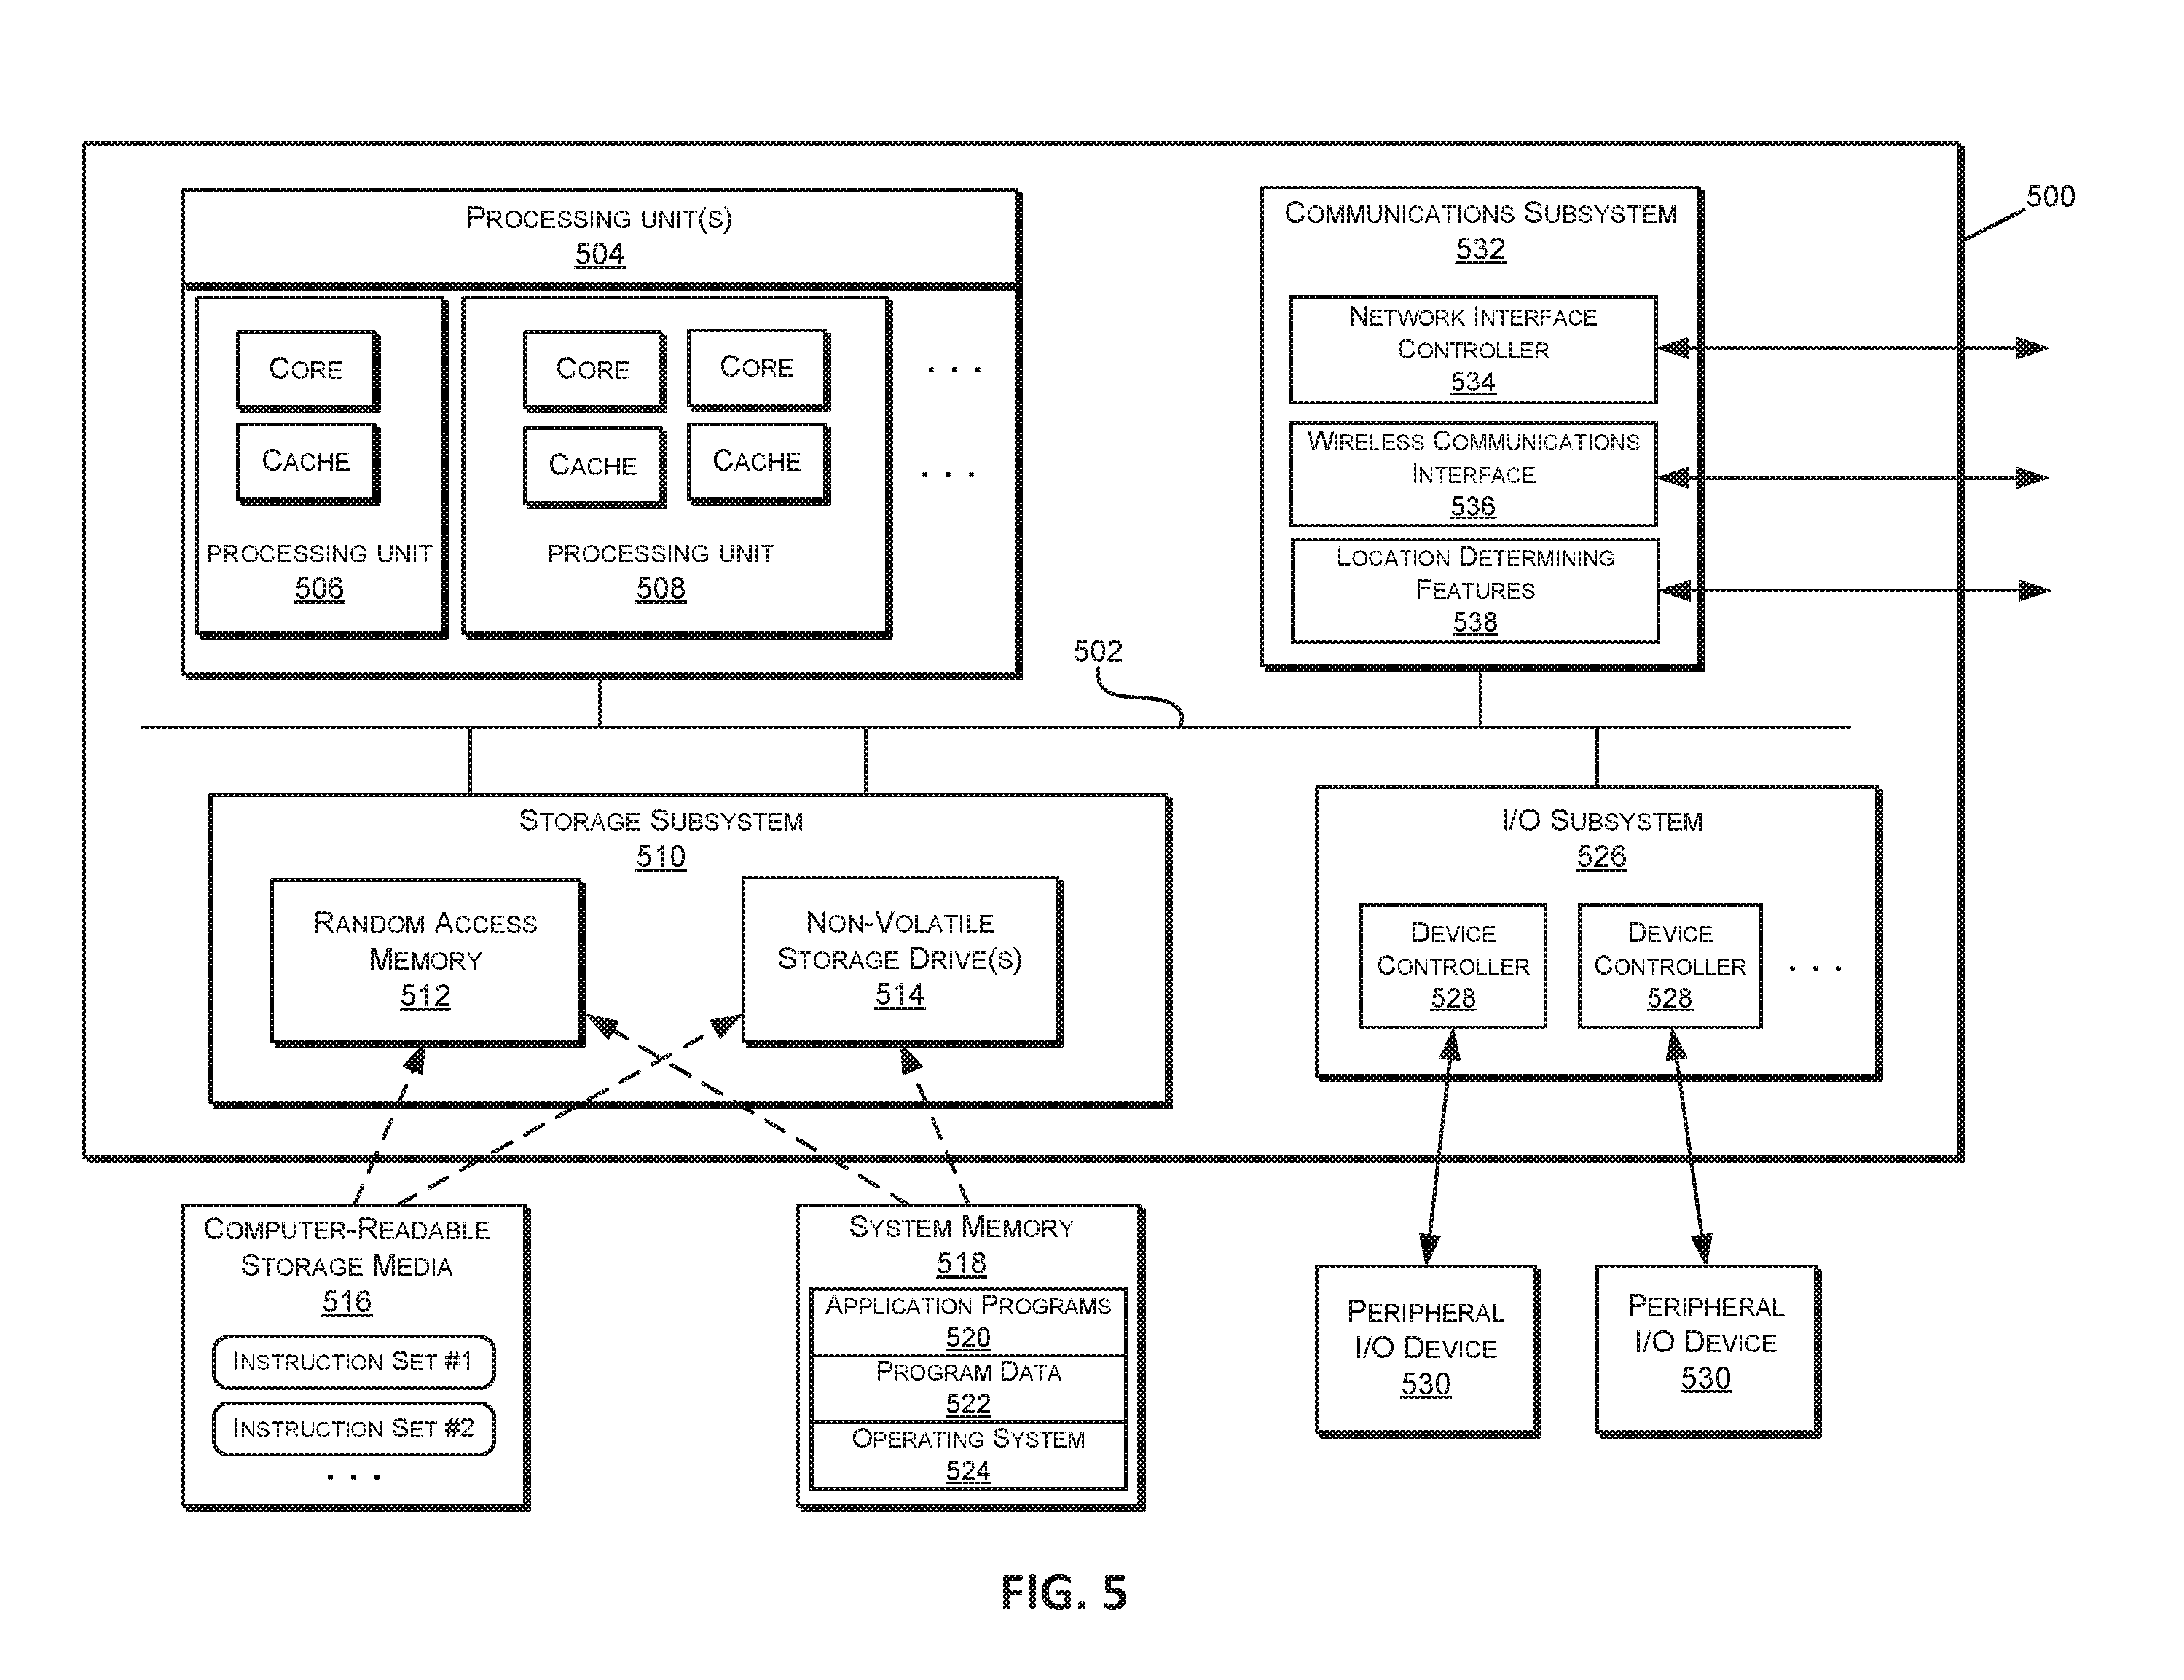 500
PROCESSING UNIT(S)
504
CORE
CACHE
PROCESSING UNIT
506
CORE
CORE
. . .
CACHE
CACHE
. . .
PROCESSING UNIT
508
COMMUNICATIONS SUBSYSTEM
532
NETWORK INTERFACE
CONTROLLER
534
WIRELESS COMMUNICATIONS
INTERFACE
536
LOCATION DETERMINING
FEATURES
538
502
STORAGE SUBSYSTEM
510
RANDOM ACCESS
MEMORY
512
NON-VOLATILE
STORAGE DRIVE(S)
514
I/O SUBSYSTEM
526
DEVICE
CONTROLLER
528
DEVICE
CONTROLLER
528
. . .
COMPUTER-READABLE
STORAGE MEDIA
516
INSTRUCTION SET #1
INSTRUCTION SET #2
. . .
SYSTEM MEMORY
518
APPLICATION PROGRAMS
520
PROGRAM DATA
522
OPERATING SYSTEM
524
PERIPHERAL
I/O DEVICE
530
PERIPHERAL
I/O DEVICE
530
FIG. 5